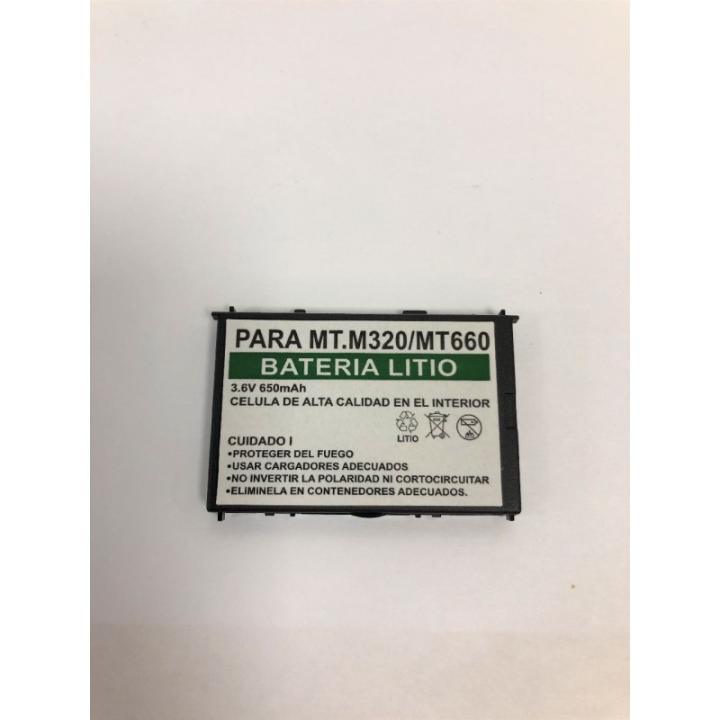 PARA MT.M320/MT660
BATERIA LITIO
3.6V 650mAh
CELULA DE ALTA CALIDAD EN EL INTERIOR
LITIO
CUIDADO !
•PROTEGER DEL FUEGO
•USAR CARGADORES ADECUADOS
•NO INVERTIR LA POLARIDAD NI CORTOCIRCUITAR
•ELIMINELA EN CONTENEDORES ADECUADOS.